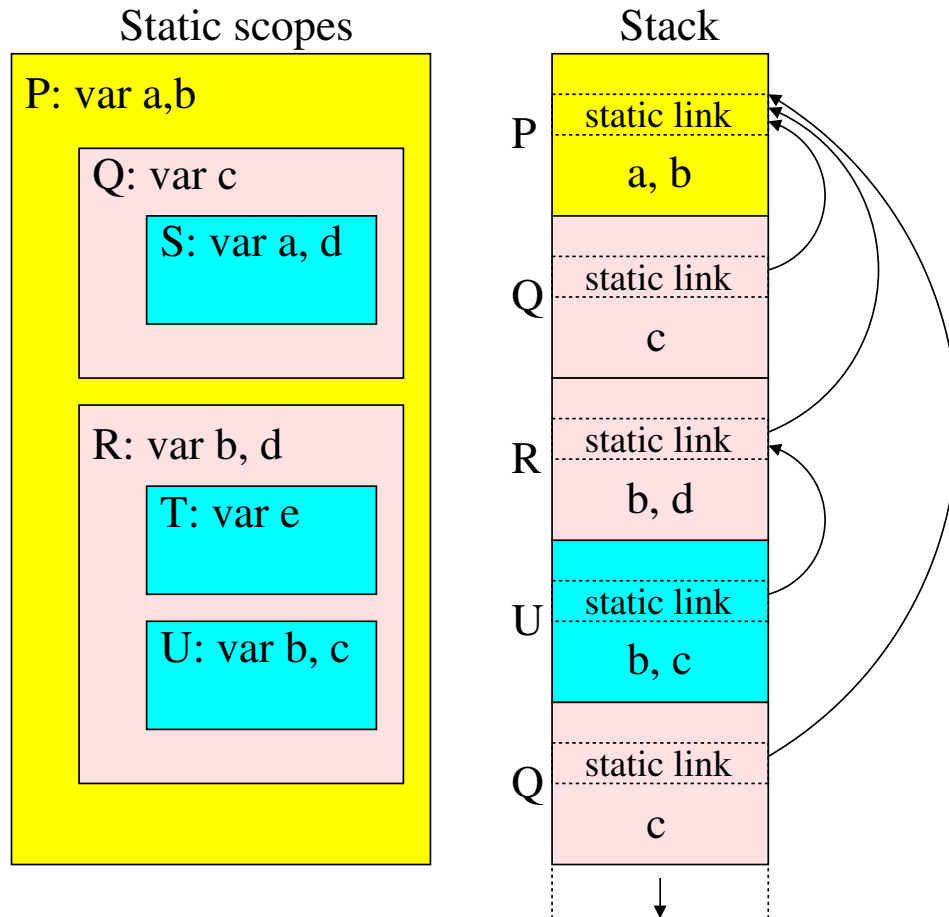 Static scopes
P: var a,b
Q: var c
S: var a, d
R: var b, d
T: var e
U: var b, c
Stack
P
static link
a, b
Q
static link
c
R
static link
b, d
U
static link
b, c
Q
static link
c